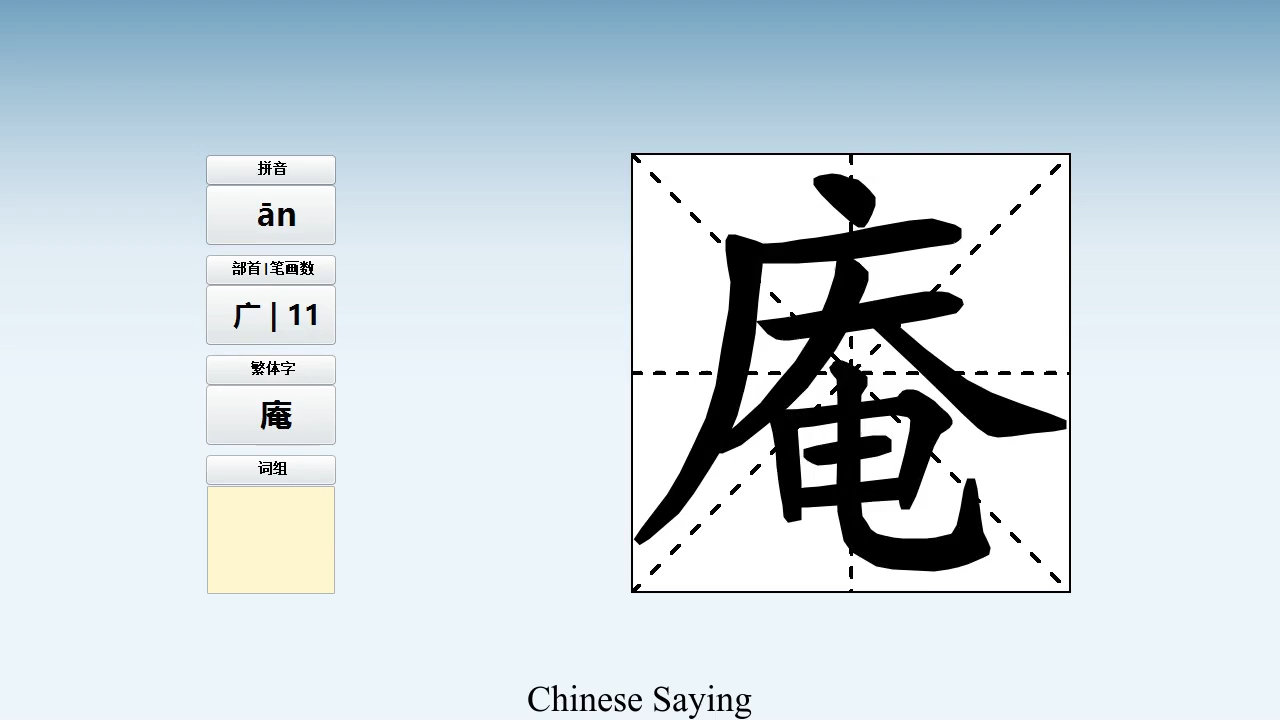 拼音
ān
部首|笔画数
广 | 11
繁体字
庵
词组
庵
Chinese Saying